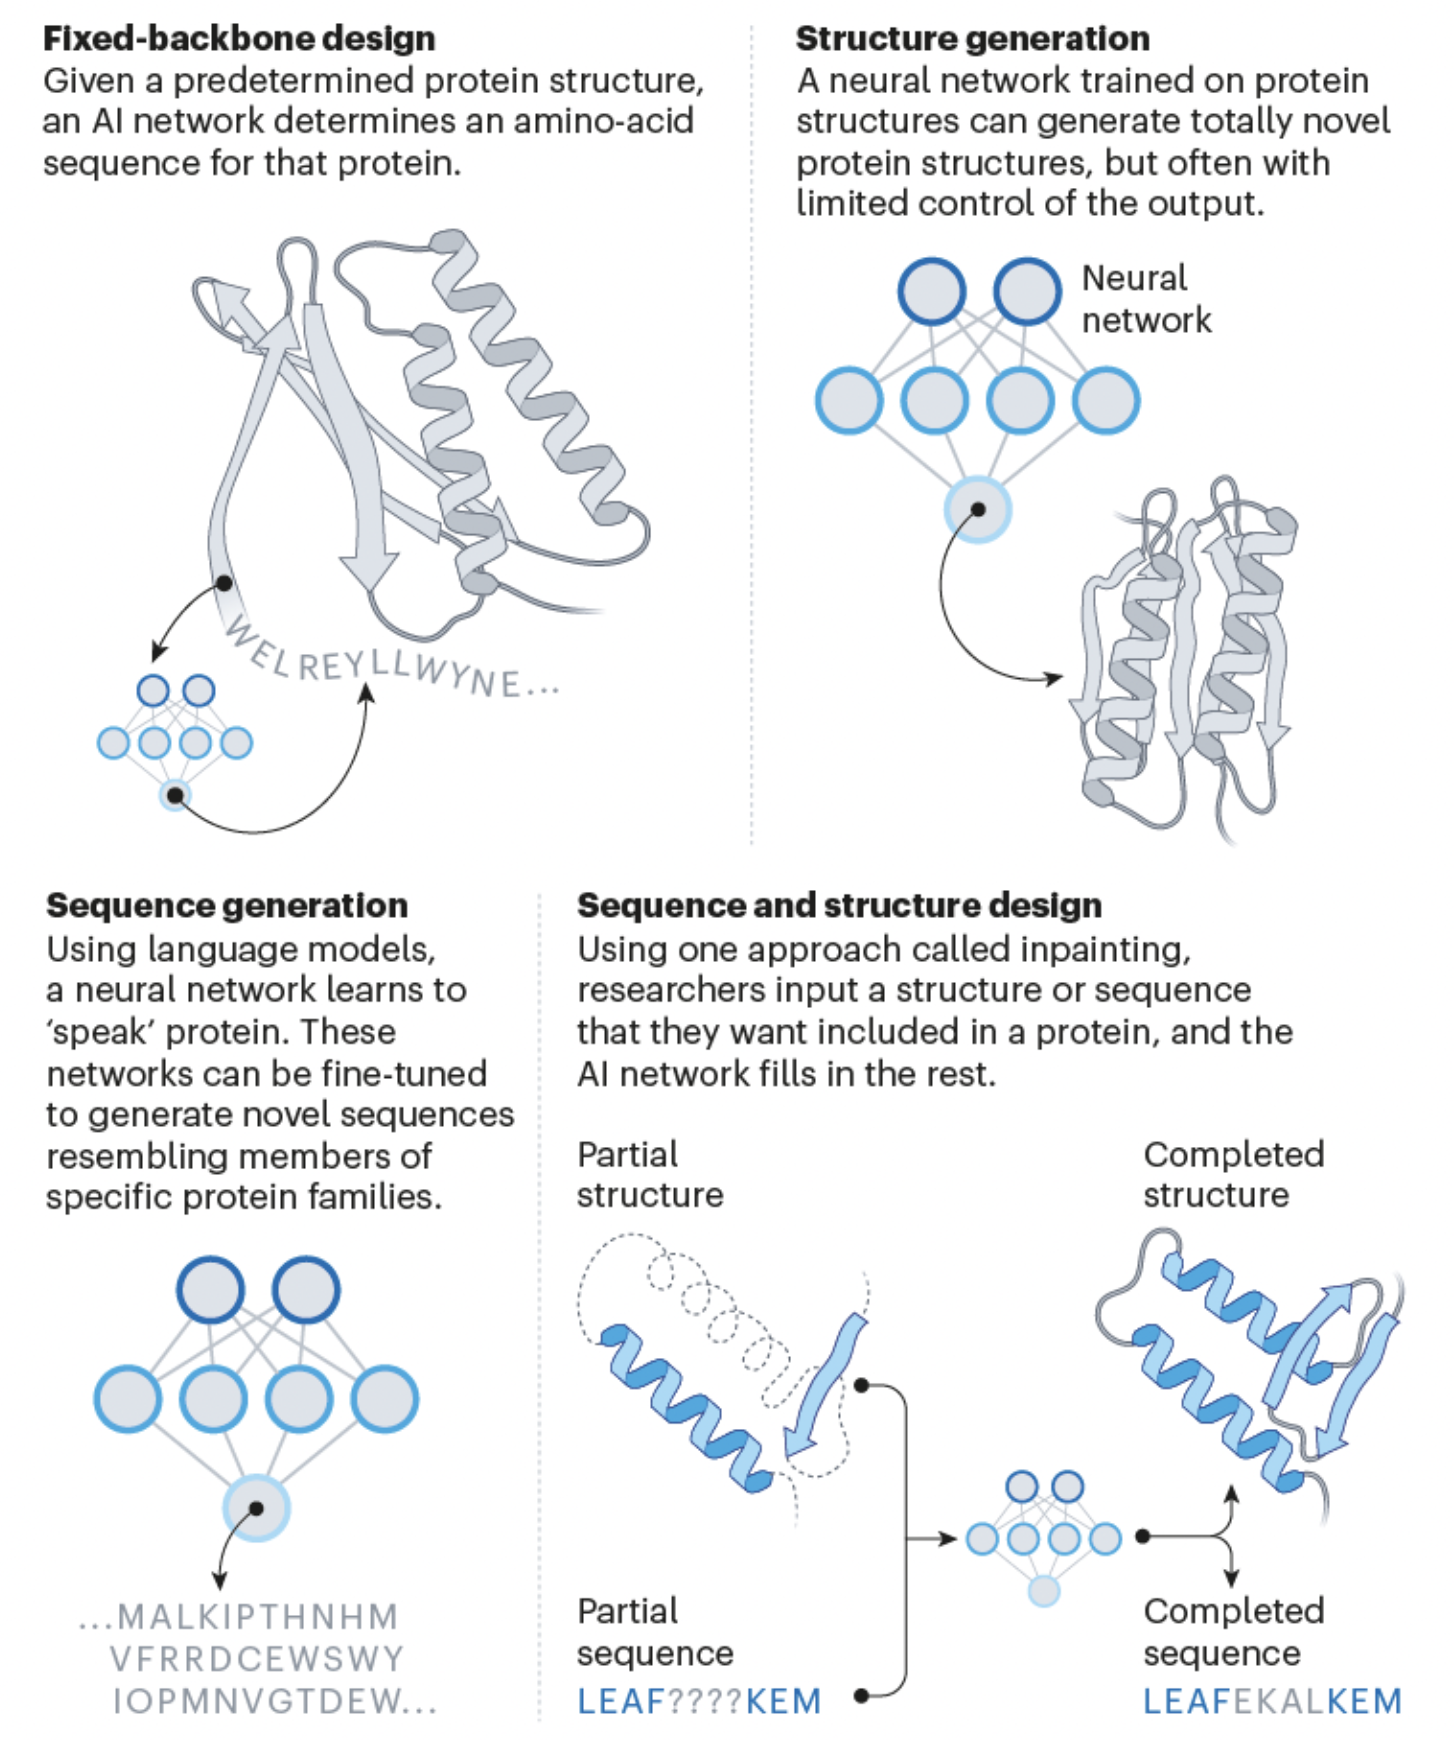 Fixed-backbone design
Given a predetermined protein structure,
an AI network determines an amino-acid
sequence for that protein.
WELREYLLWYNE...
Structure generation
A neural network trained on protein
structures can generate totally novel
protein structures, but often with
limited control of the output.
Neural
network
Sequence generation
Using language models,
a neural network learns to
‘speak’ protein. These
networks can be fine-tuned
to generate novel sequences
resembling members of
specific protein families.
...MALKIPTHNHM
VFRRDCEWSWY
IOPMNVGTDEW...
Sequence and structure design
Using one approach called inpainting,
researchers input a structure or sequence
that they want included in a protein, and the
AI network fills in the rest.
Partial
structure
Completed
structure
Partial
sequence
LEAF????KEM
Completed
sequence
LEAFEKALKEM